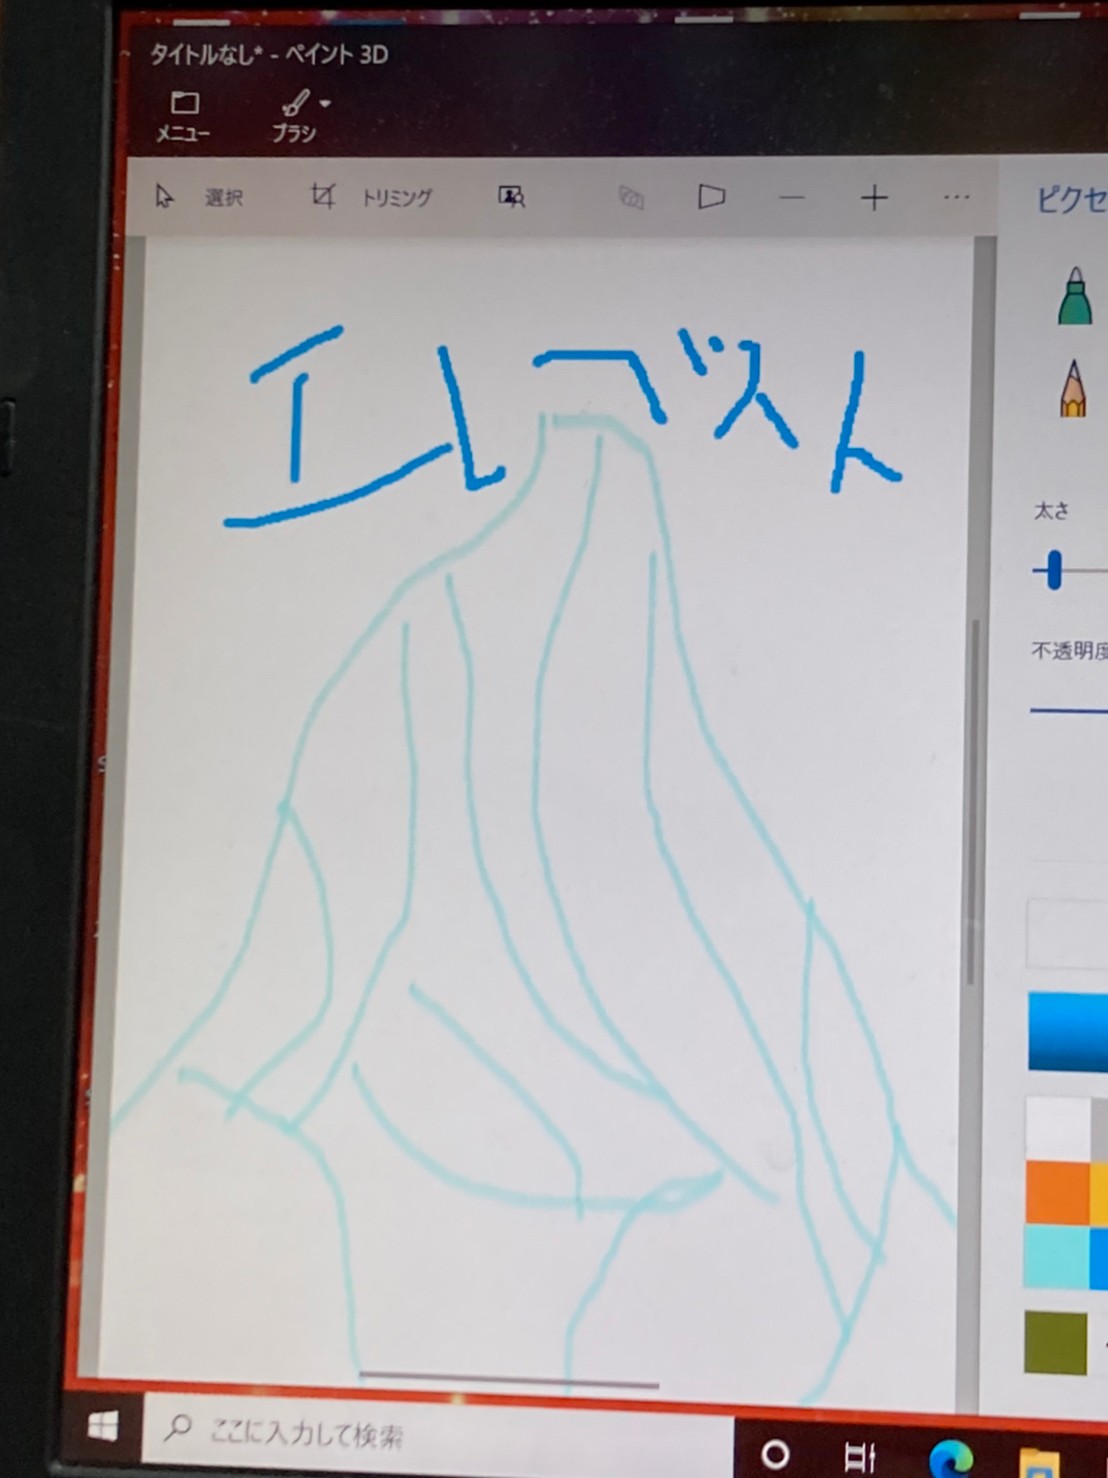 タイトルなし* - ペイント 3D
メニュー ブラシ
選択 トリミング
ピクセ
エレベスト
太さ
不透明度
ここに入力して検索